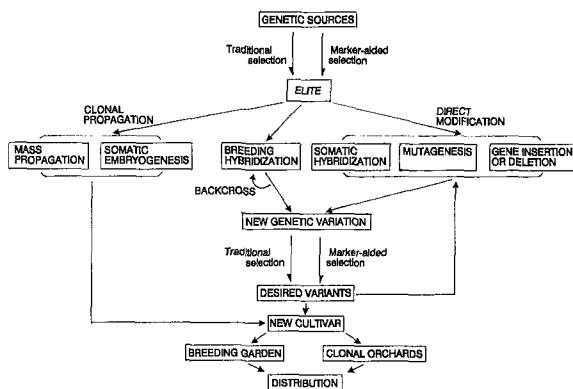 GENETIC SOURCES
Traditional
selection
Marker-aided
selection
ELITE
CLONAL
PROPAGATION
DIRECT
MODIFICATION
MASS
PROPAGATION
SOMATIC
EMBRYOGENESIS
BREEDING
HYBRIDIZATION
SOMATIC
HYBRIDIZATION
MUTAGENESIS
GENE INSERTION
OR DELETION
BACKCROSS
NEW GENETIC VARIATION
Traditional
selection
Marker-aided
selection
DESIRED VARIANTS
NEW CULTIVAR
BREEDING GARDEN
CLONAL ORCHARDS
DISTRIBUTION